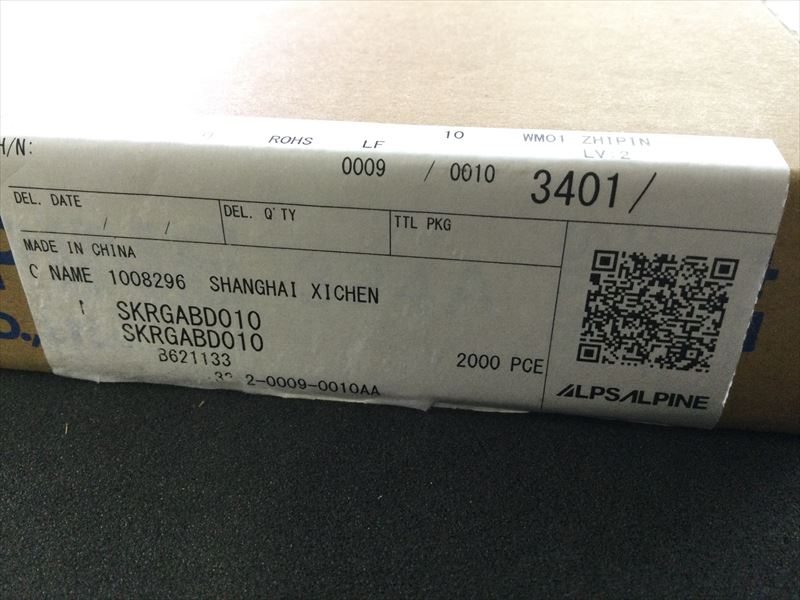 H/N:
ROHS LF 10 WM01 ZHIPIN
LV:2
0009 / 0010 3401/
DEL. DATE DEL. Q'TY TTL PKG
/ /
MADE IN CHINA
C NAME 1008296 SHANGHAI XICHEN
SKRGABD010
SKRGABD010
B621133
2000 PCE
2-0009-0010AA
ALPSALPINE